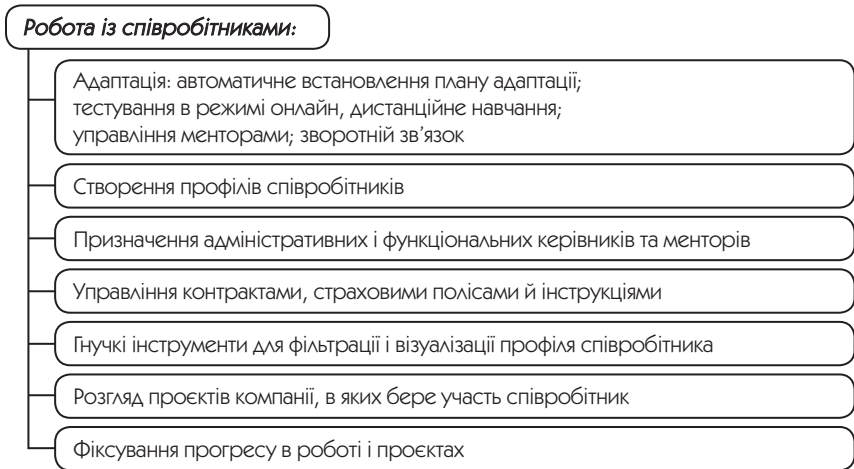 Робота із співробітниками:
Адаптація: автоматичне встановлення плану адаптації;
тестування в режимі онлайн, дистанційне навчання;
управління менторами; зворотній зв’язок
Створення профілів співробітників
Призначення адміністративних і функціональних керівників та менторів
Управління контрактами, страховими полісами й інструкціями
Гнучкі інструменти для фільтрації і візуалізації профіля співробітника
Розгляд проєктів компанії, в яких бере участь співробітник
Фіксування прогресу в роботі і проєктах